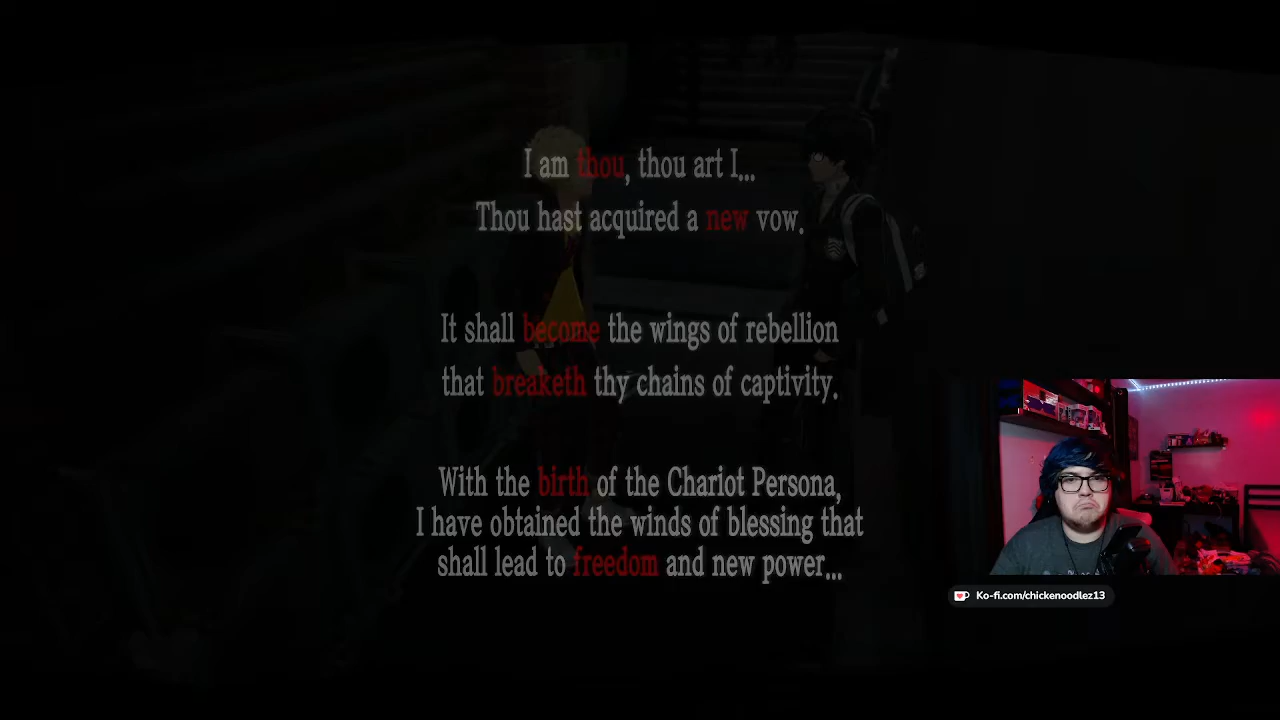 I am thou, thou art I...
Thou hast acquired a new vow.
It shall become the wings of rebellion
that breaketh thy chains of captivity.
With the birth of the Chariot Persona,
I have obtained the winds of blessing that
shall lead to freedom and new power...
Ko-fi.com/chickenoodlez13